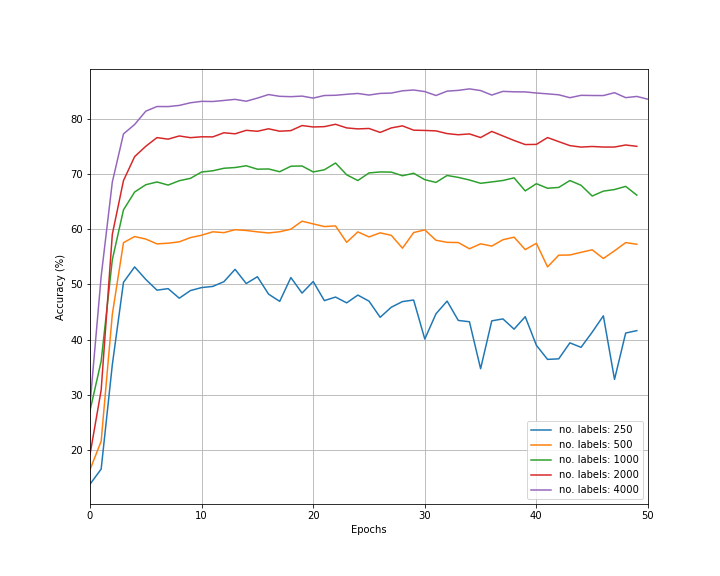 Accuracy (%)
80
70
60
50
40
30
20
0 10 20 30 40 50
Epochs
no. labels: 250
no. labels: 500
no. labels: 1000
no. labels: 2000
no. labels: 4000